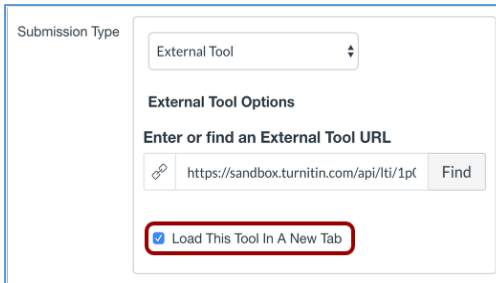 Submission Type
External Tool
External Tool Options
Enter or find an External Tool URL
https://sandbox.turnitin.com/api/lti/1p( Find
Load This Tool In A New Tab